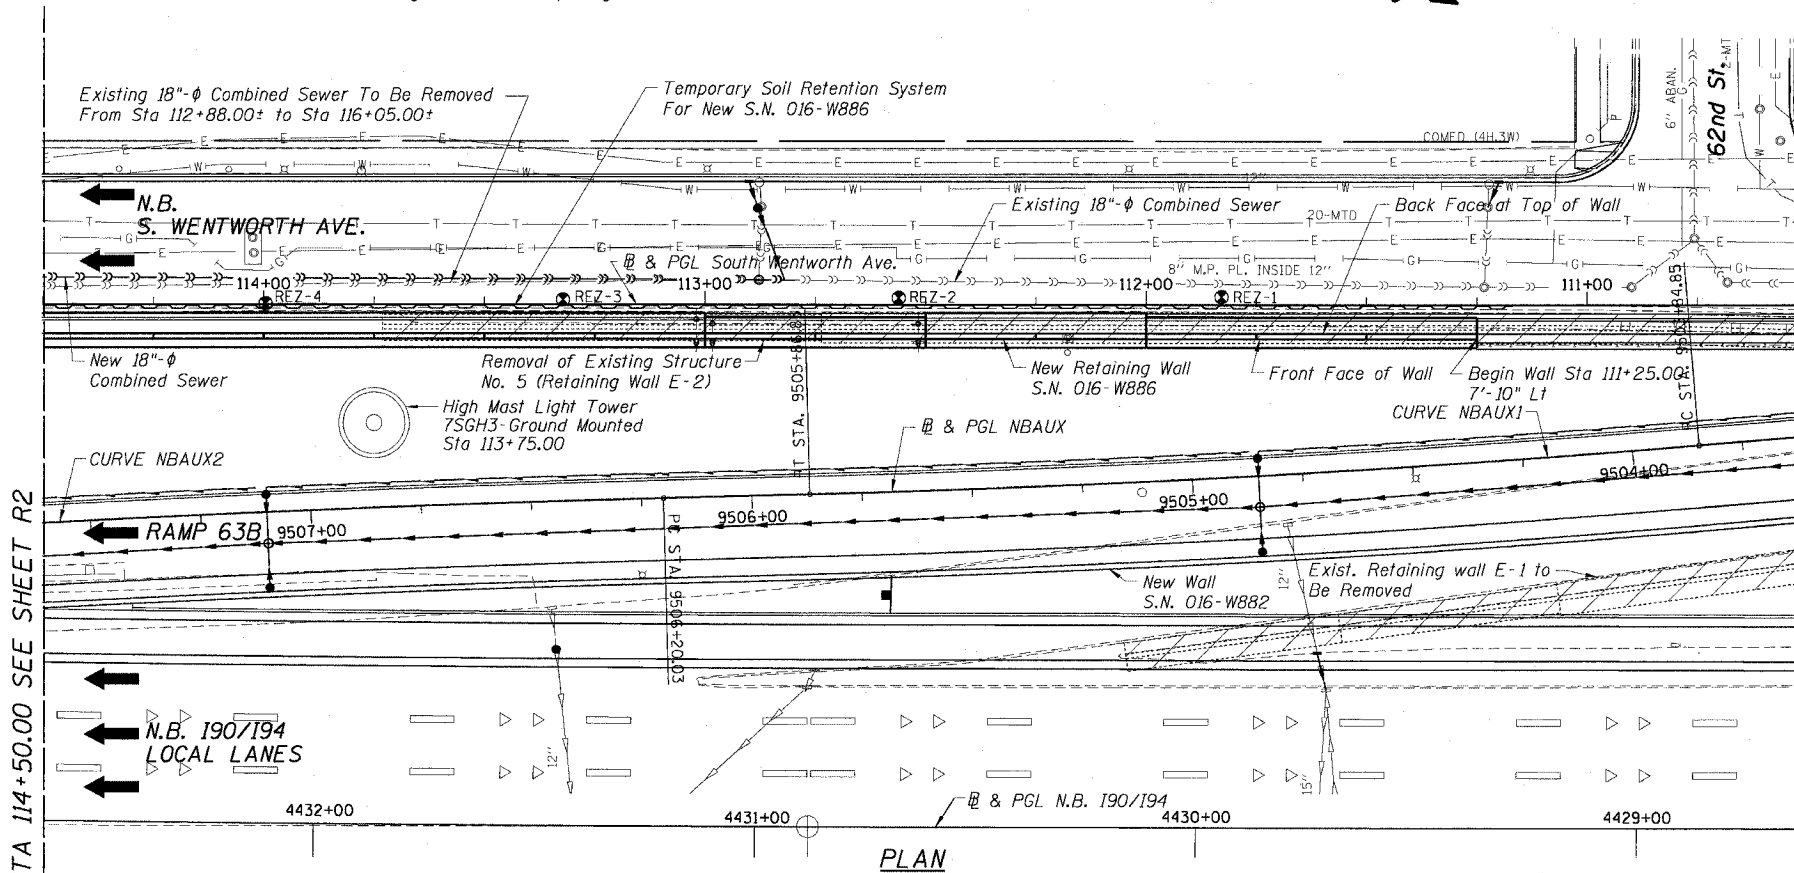 Existing 18"-ϕ Combined Sewer To Be Removed
From Sta 112+88.00± to Sta 116+05.00±
Temporary Soil Retention System
For New S.N. 016-W886
COMED (4H.3W)
6" ABAN.
62nd St.
2-MT
N.B.
S. WENTWORTH AVE.
Existing 18"-ϕ Combined Sewer
20-MTD
Back Face at Top of Wall
12"
℄ & PGL South Wentworth Ave.
8" M.P. PL. INSIDE 12"
114+00
113+00
112+00
111+00
REZ-4
REZ-3
REZ-2
REZ-1
New 18"-ϕ
Combined Sewer
Removal of Existing Structure
No. 5 (Retaining Wall E-2)
New Retaining Wall
S.N. 016-W886
Front Face of Wall
Begin Wall Sta 111+25.00
7'-10" Lt
High Mast Light Tower
7SGH3-Ground Mounted
Sta 113+75.00
℄ & PGL NBAUX
CURVE NBAUX1
CURVE NBAUX2
RAMP 63B
9507+00
9506+00
9505+00
9504+00
PC STA. 9506+20.03
New Wall
S.N. 016-W882
12"
Exist. Retaining wall E-1 to
Be Removed
N.B. I90/I94
LOCAL LANES
12"
15"
℄ & PGL N.B. I90/I94
4432+00
4431+00
4430+00
4429+00
TA 114+50.00 SEE SHEET R2
PLAN